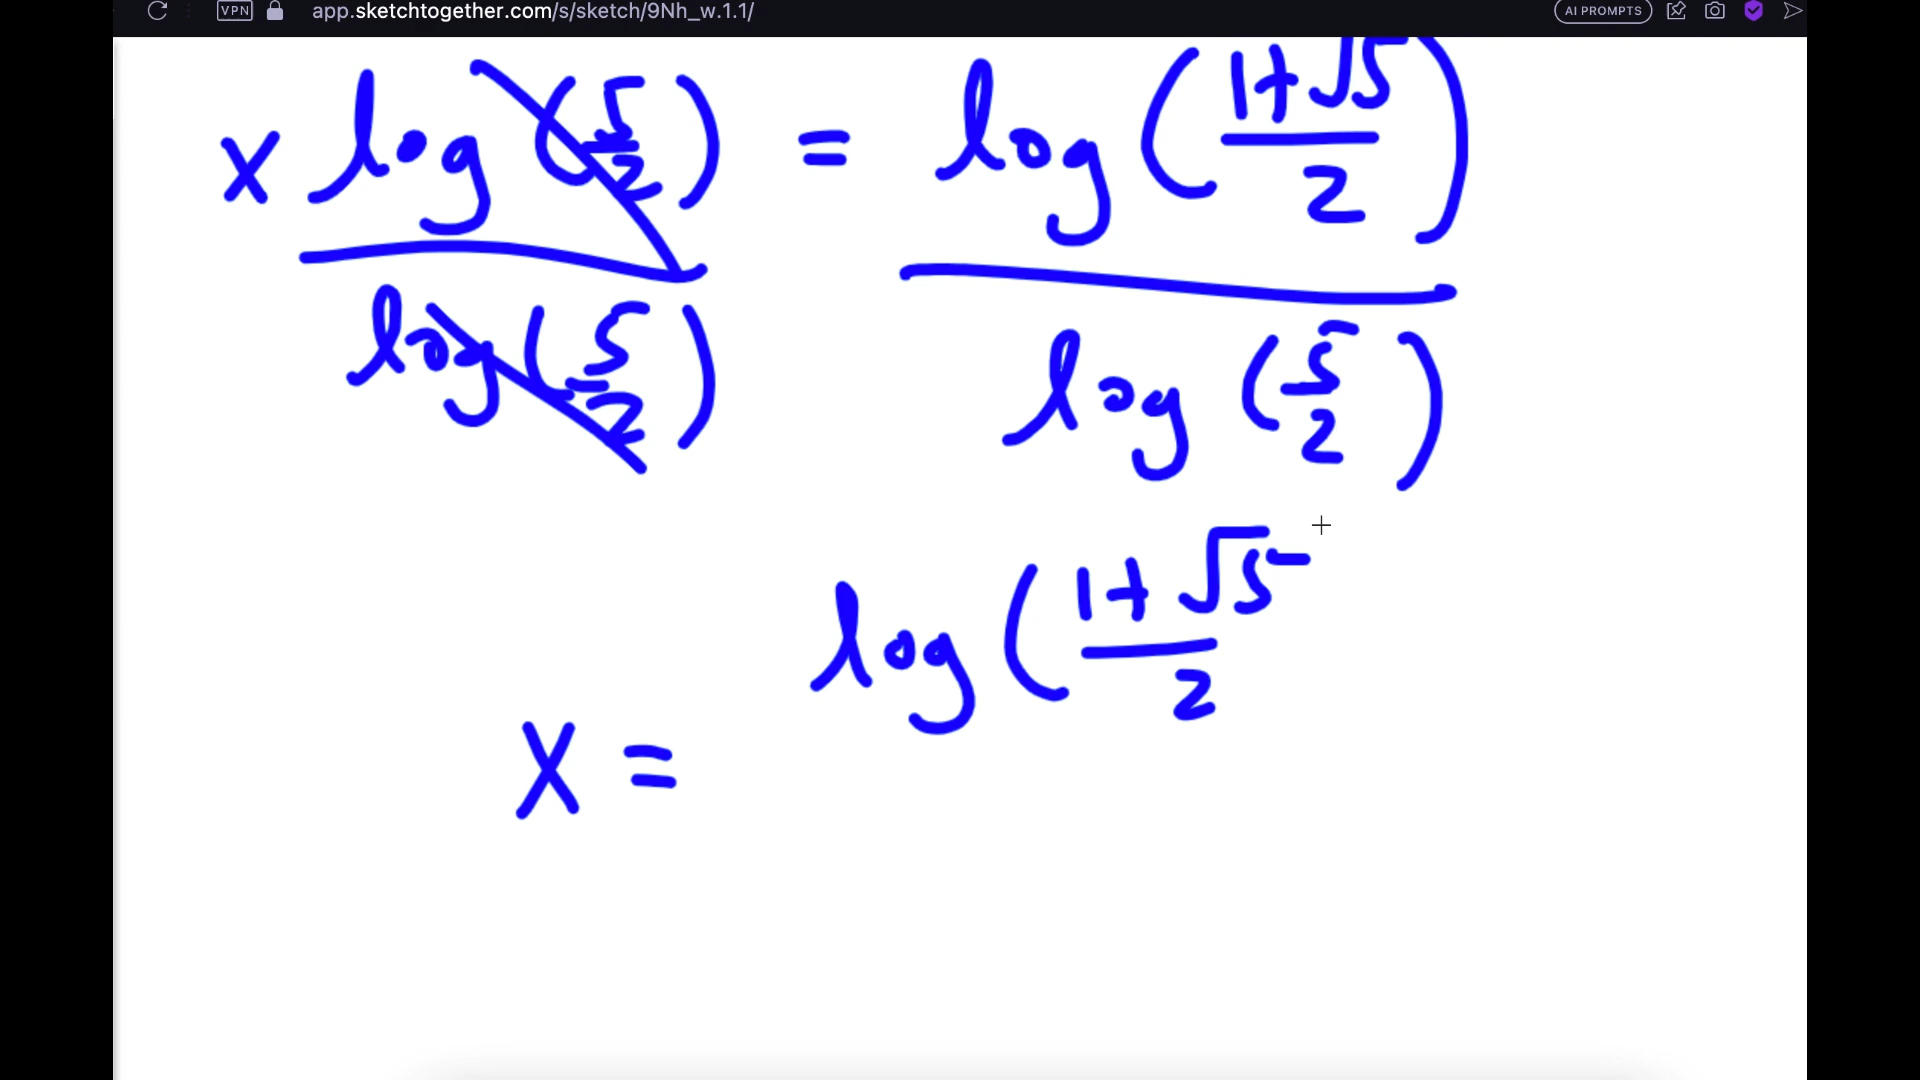 VPN app.sketchtogether.com/s/sketch/9Nh_w.1.1/ AI PROMPTS
x log (5/2) = log (1+√5/2)
log (5/2) log (5/2)
log (1+√5/2
x =